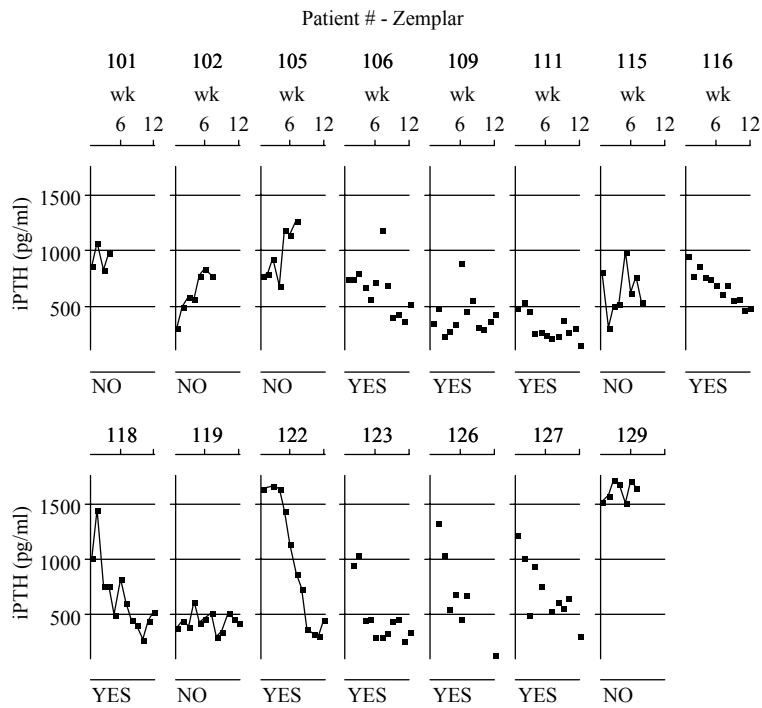 Patient # - Zemplar
101 102 105 106 109 111 115 116
wk wk wk wk wk wk wk wk
6 12 6 12 6 12 6 12 6 12 6 12 6 12 6 12
1500
1000
500
iPTH (pg/ml)
NO NO NO YES YES YES NO YES
118 119 122 123 126 127 129
1500
1000
500
iPTH (pg/ml)
YES NO YES YES YES YES NO